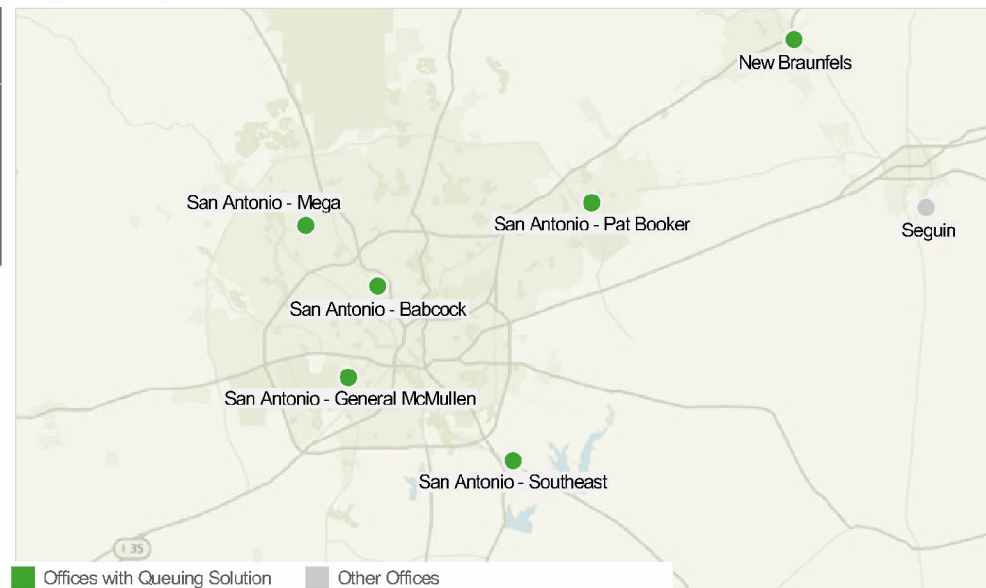 New Braunfels
San Antonio - Mega
San Antonio - Pat Booker
Seguin
San Antonio - Babcock
San Antonio - General McMullen
San Antonio - Southeast
I 35
Offices with Queuing Solution
Other Offices